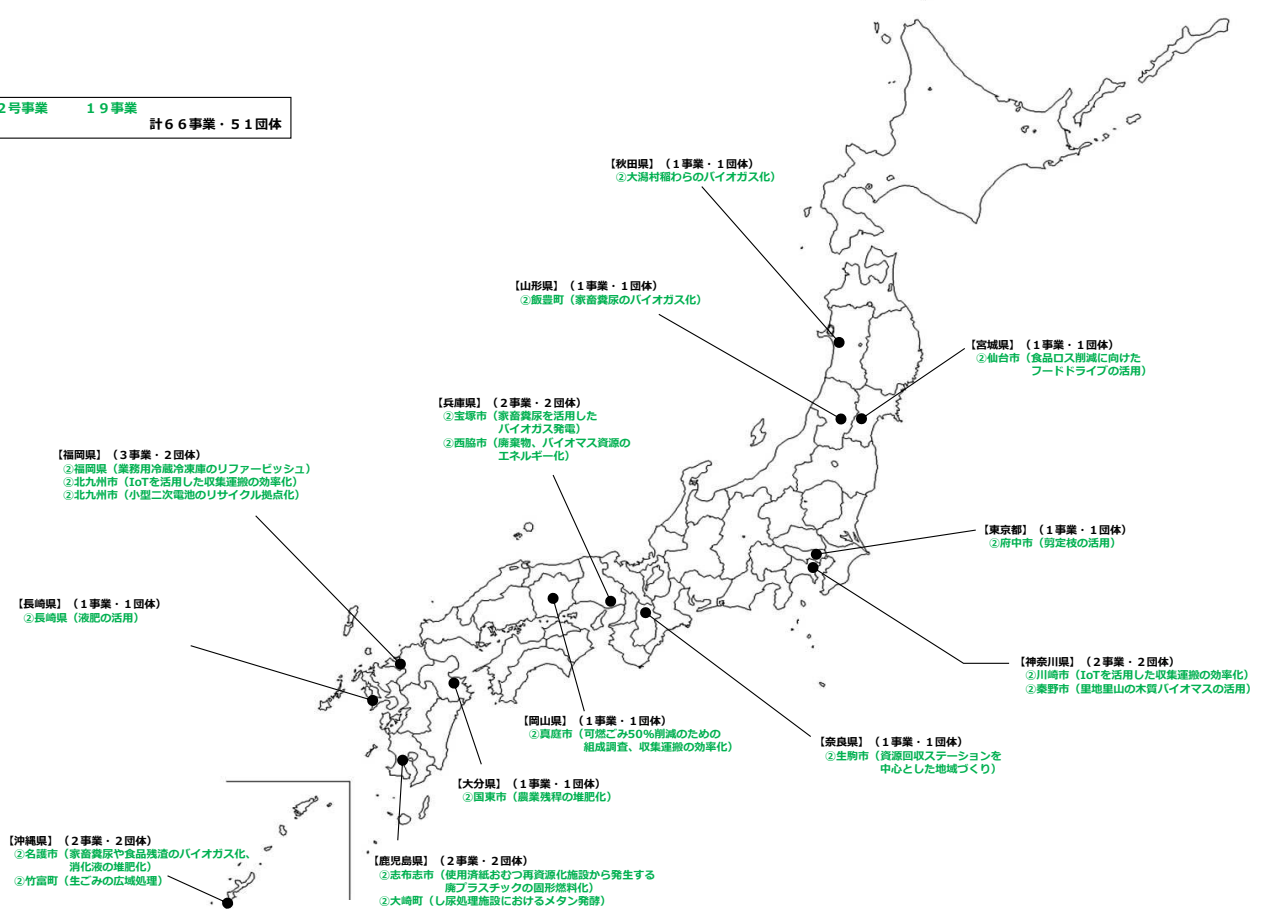 2号事業　　１９事業
計６６事業・５１団体
【秋田県】（１事業・１団体）
②大潟村稲わらのバイオガス化）
【山形県】（１事業・１団体）
②飯豊町（家畜糞尿のバイオガス化）
【宮城県】（１事業・１団体）
②仙台市（食品ロス削減に向けた
フードドライブの活用）
【兵庫県】（２事業・２団体）
②宝塚市（家畜糞尿を活用した
バイオガス発電）
②西脇市（廃棄物、バイオマス資源の
エネルギー化）
【福岡県】（３事業・２団体）
②福岡県（業務用冷蔵冷凍庫のリファービッシュ）
②北九州市（IoTを活用した収集運搬の効率化）
②北九州市（小型二次電池のリサイクル拠点化）
【東京都】（１事業・１団体）
②府中市（剪定枝の活用）
【長崎県】（１事業・１団体）
②長崎県（液肥の活用）
【神奈川県】（２事業・２団体）
②川崎市（IoTを活用した収集運搬の効率化）
②秦野市（里地里山の木質バイオマスの活用）
【岡山県】（１事業・１団体）
②真庭市（可燃ごみ50％削減のための
組成調査、収集運搬の効率化）
【奈良県】（１事業・１団体）
②生駒市（資源回収ステーションを
中心とした地域づくり）
【大分県】（１事業・１団体）
②国東市（農業残稈の堆肥化）
【沖縄県】（２事業・２団体）
②名護市（家畜糞尿や食品残渣のバイオガス化、
消化液の堆肥化）
②竹富町（生ごみの広域処理）
【鹿児島県】（２事業・２団体）
②志布志市（使用済紙おむつ再資源化施設から発生する
廃プラスチックの固形燃料化）
②大崎町（し尿処理施設におけるメタン発酵）